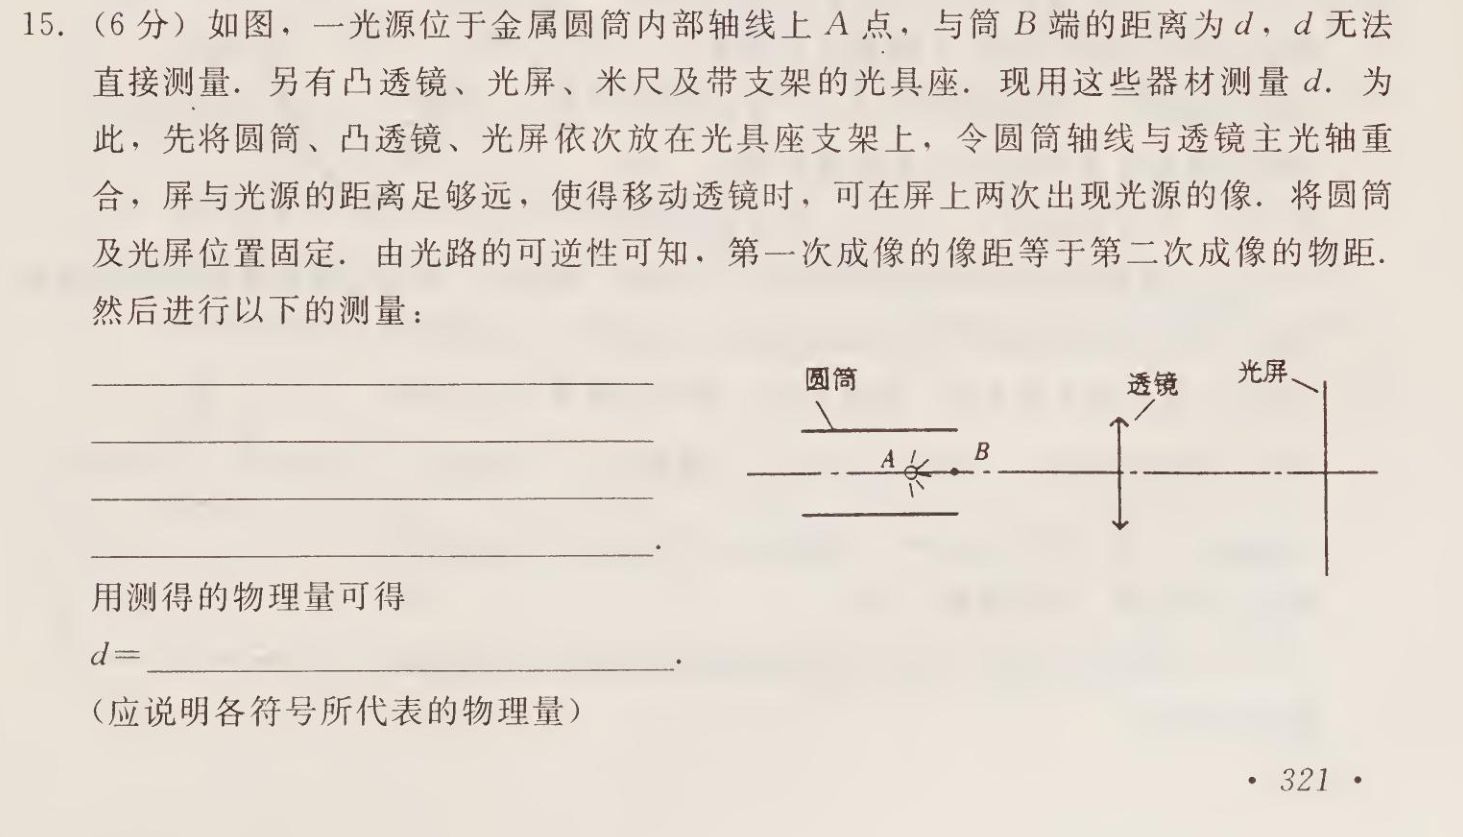 15.（6 分）如图，一光源位于金属圆筒内部轴线上 A 点，与筒 B 端的距离为 d，d 无法
直接测量．另有凸透镜、光屏、米尺及带支架的光具座．现用这些器材测量 d．为
此，先将圆筒、凸透镜、光屏依次放在光具座支架上，令圆筒轴线与透镜主光轴重
合，屏与光源的距离足够远，使得移动透镜时，可在屏上两次出现光源的像．将圆筒
及光屏位置固定．由光路的可逆性可知，第一次成像的像距等于第二次成像的物距．
然后进行以下的测量：
圆筒
透镜
光屏
A
B
．
用测得的物理量可得
d＝．
（应说明各符号所代表的物理量）
· 321 ·